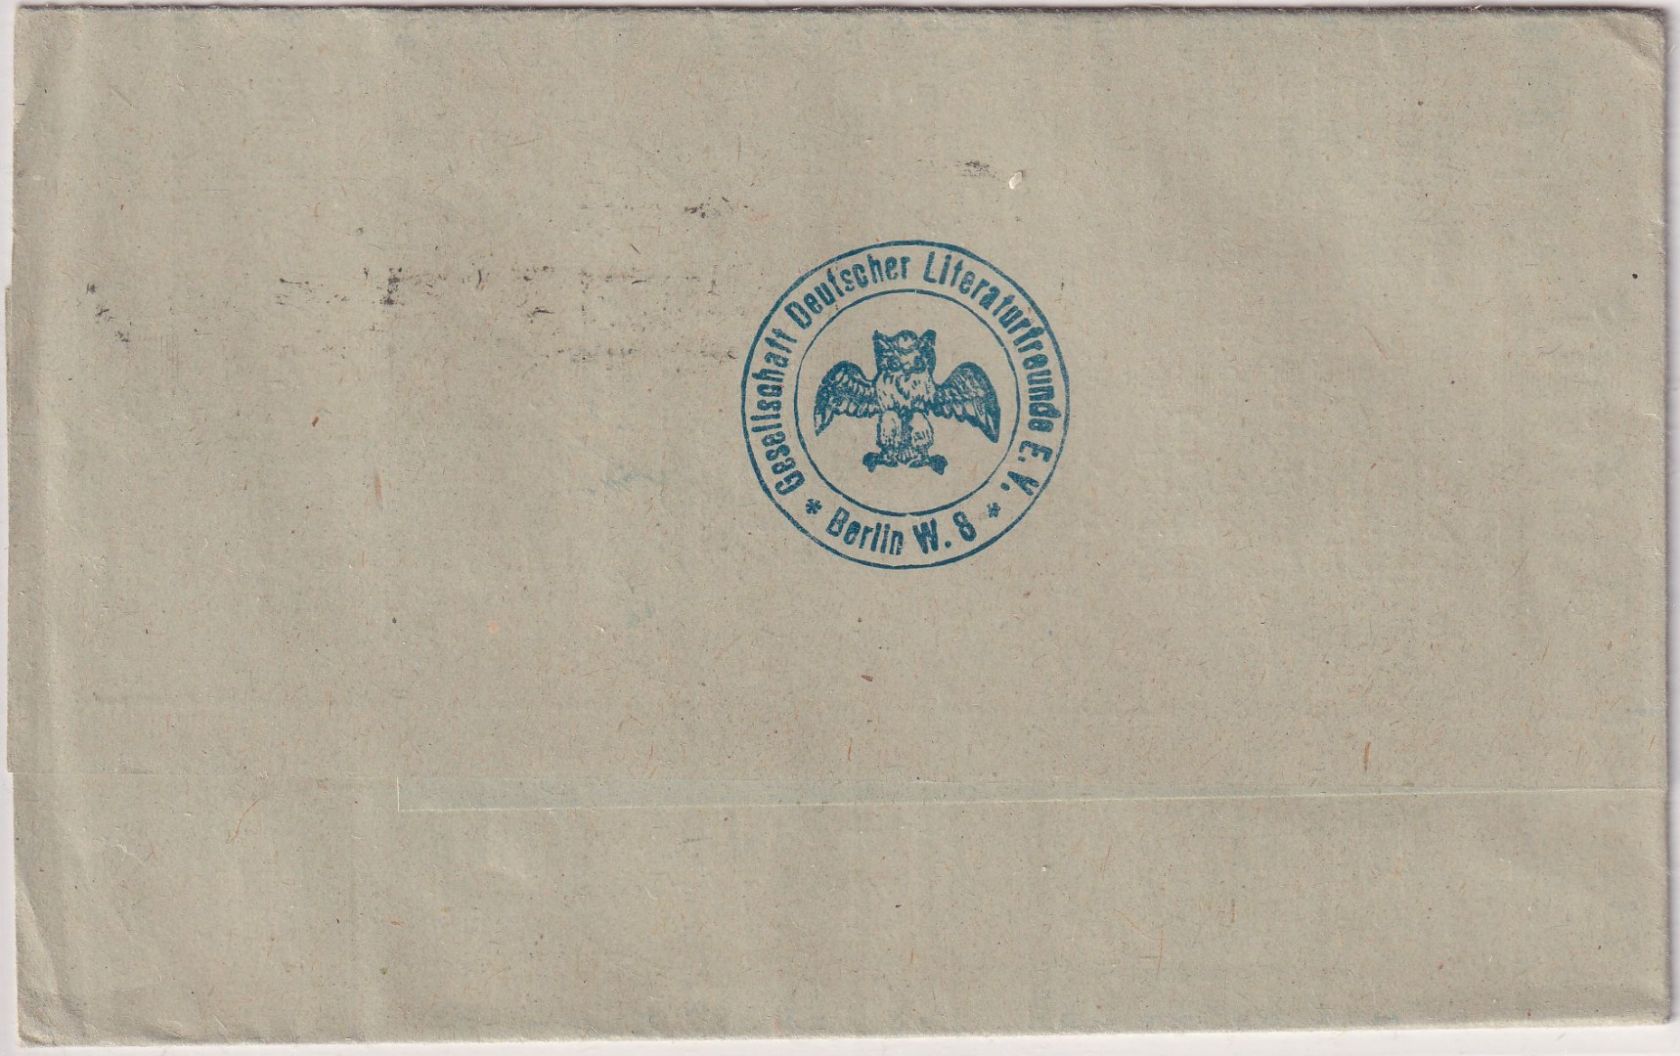 * Gesellschaft Deutscher Literaturfreunde E.V. *
Berlin W. 8